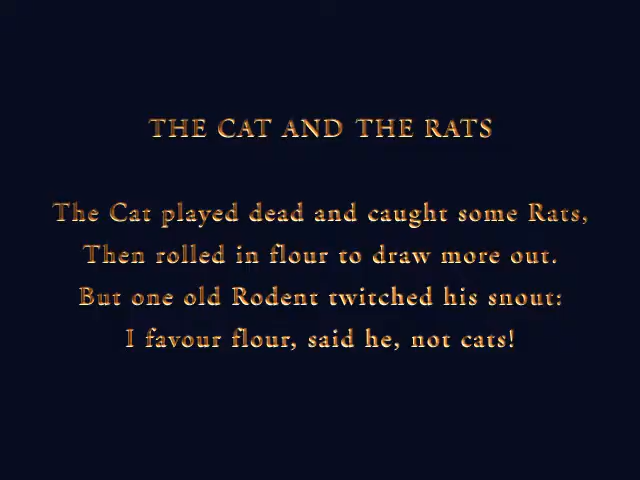 THE CAT AND THE RATS
The Cat played dead and caught some Rats,
Then rolled in flour to draw more out.
But one old Rodent twitched his snout:
I favour flour, said he, not cats!